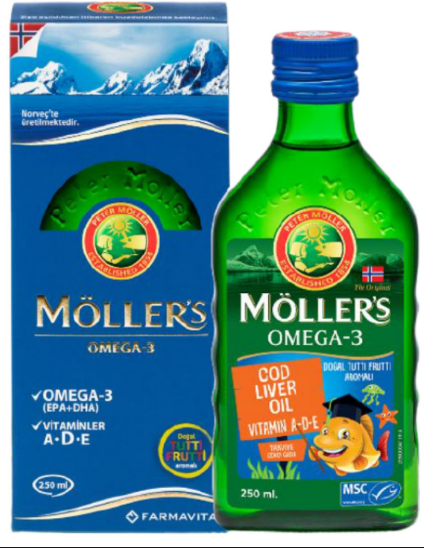 Norveç'te
üretilmektedir.
Peter Möller
PETER MÖLLER
ESTABLISHED 1854
MÖLLER'S
OMEGA-3
✓OMEGA-3
(EPA+DHA)
✓VİTAMİNLER
A•D•E
Doğal
TUTTI
FRUTTI
Aromalı
250 ml
FARMAVITA
Peter Möller
PETER MÖLLER
ESTABLISHED 1854
The Original
MÖLLER'S
OMEGA-3
DOĞAL TUTTI FRUTTI
AROMALI
COD
LIVER
OIL
VITAMIN A-D-E
250 ml.
MSC